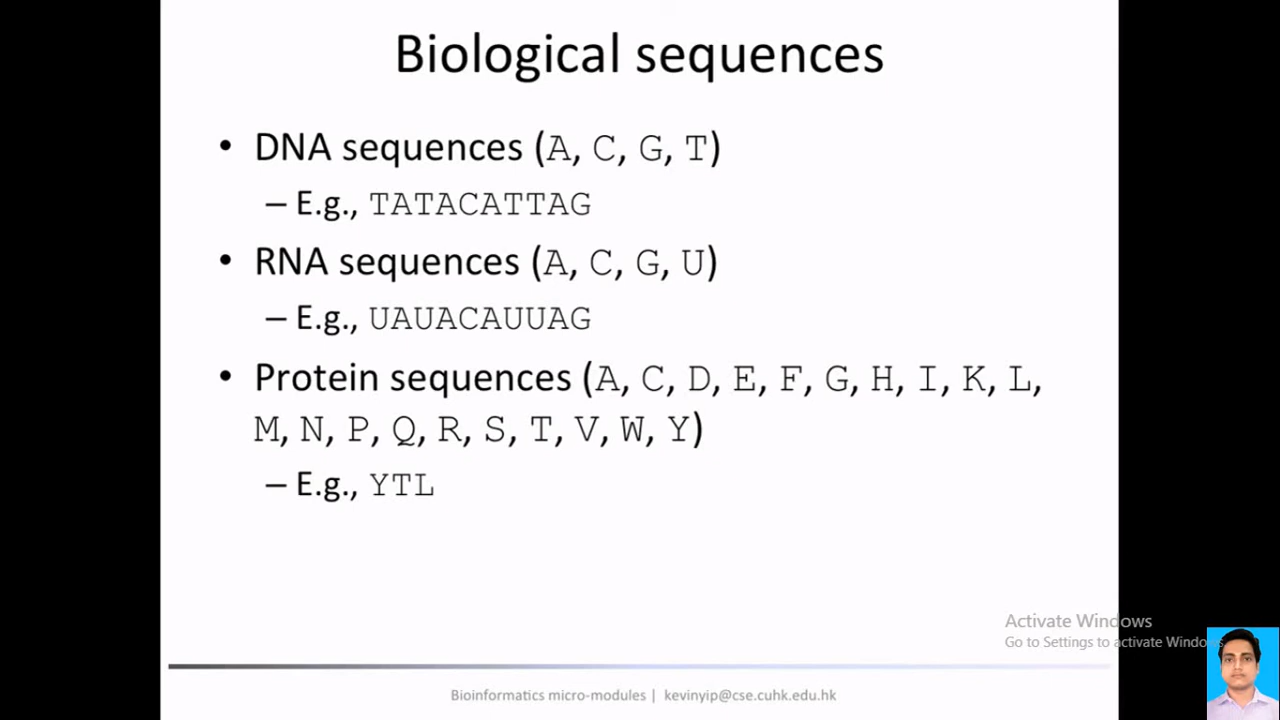 Biological sequences
• DNA sequences (A, C, G, T)
– E.g., TATACATTAG
• RNA sequences (A, C, G, U)
– E.g., UAUACAUUAG
• Protein sequences (A, C, D, E, F, G, H, I, K, L,
M, N, P, Q, R, S, T, V, W, Y)
– E.g., YTL
Activate Windows
Go to Settings to activate Windows
Bioinformatics micro-modules | kevinyip@cse.cuhk.edu.hk